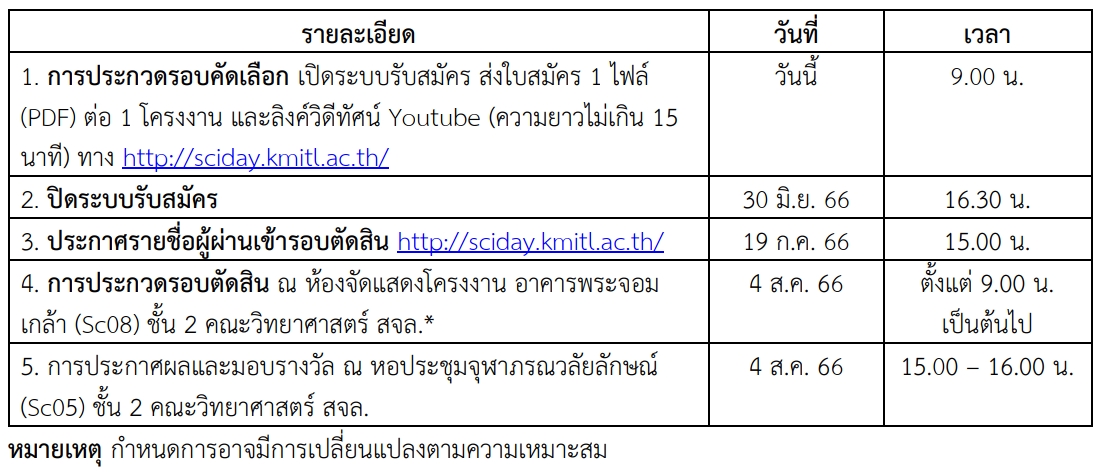 รายละเอียด วันที่ เวลา
1. การประกวดรอบคัดเลือก เปิดระบบรับสมัคร ส่งใบสมัคร 1 ไฟล์ วันนี้ 9.00 น.
(PDF) ต่อ 1 โครงงาน และลิงค์วิดีทัศน์ Youtube (ความยาวไม่เกิน 15
นาที) ทาง http://sciday.kmitl.ac.th/
2. ปิดระบบรับสมัคร 30 มิ.ย. 66 16.30 น.
3. ประกาศรายชื่อผู้ผ่านเข้ารอบตัดสิน http://sciday.kmitl.ac.th/ 19 ก.ค. 66 15.00 น.
4. การประกวดรอบตัดสิน ณ ห้องจัดแสดงโครงงาน อาคารพระจอม 4 ส.ค. 66 ตั้งแต่ 9.00 น.
เกล้า (Sc08) ชั้น 2 คณะวิทยาศาสตร์ สจล.* เป็นต้นไป
5. การประกาศผลและมอบรางวัล ณ หอประชุมจุฬาภรณวลัยลักษณ์ 4 ส.ค. 66 15.00 – 16.00 น.
(Sc05) ชั้น 2 คณะวิทยาศาสตร์ สจล.
หมายเหตุ กำหนดการอาจมีการเปลี่ยนแปลงตามความเหมาะสม